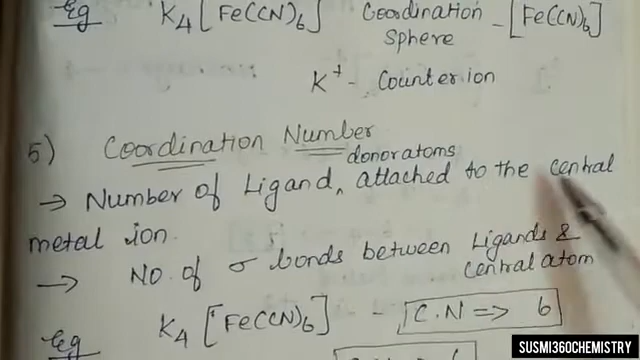 Eg K4[Fe(CN)6] Coordination Sphere - [Fe(CN)6]
K+ - Counter ion
5) Coordination Number
donor atoms
→ Number of Ligand^ attached to the central
metal ion.
→ NO. of σ bonds between Ligands &
central atom
Eg K4[Fe(CN)6] - C.N => 6
6
SUSMI360CHEMISTRY